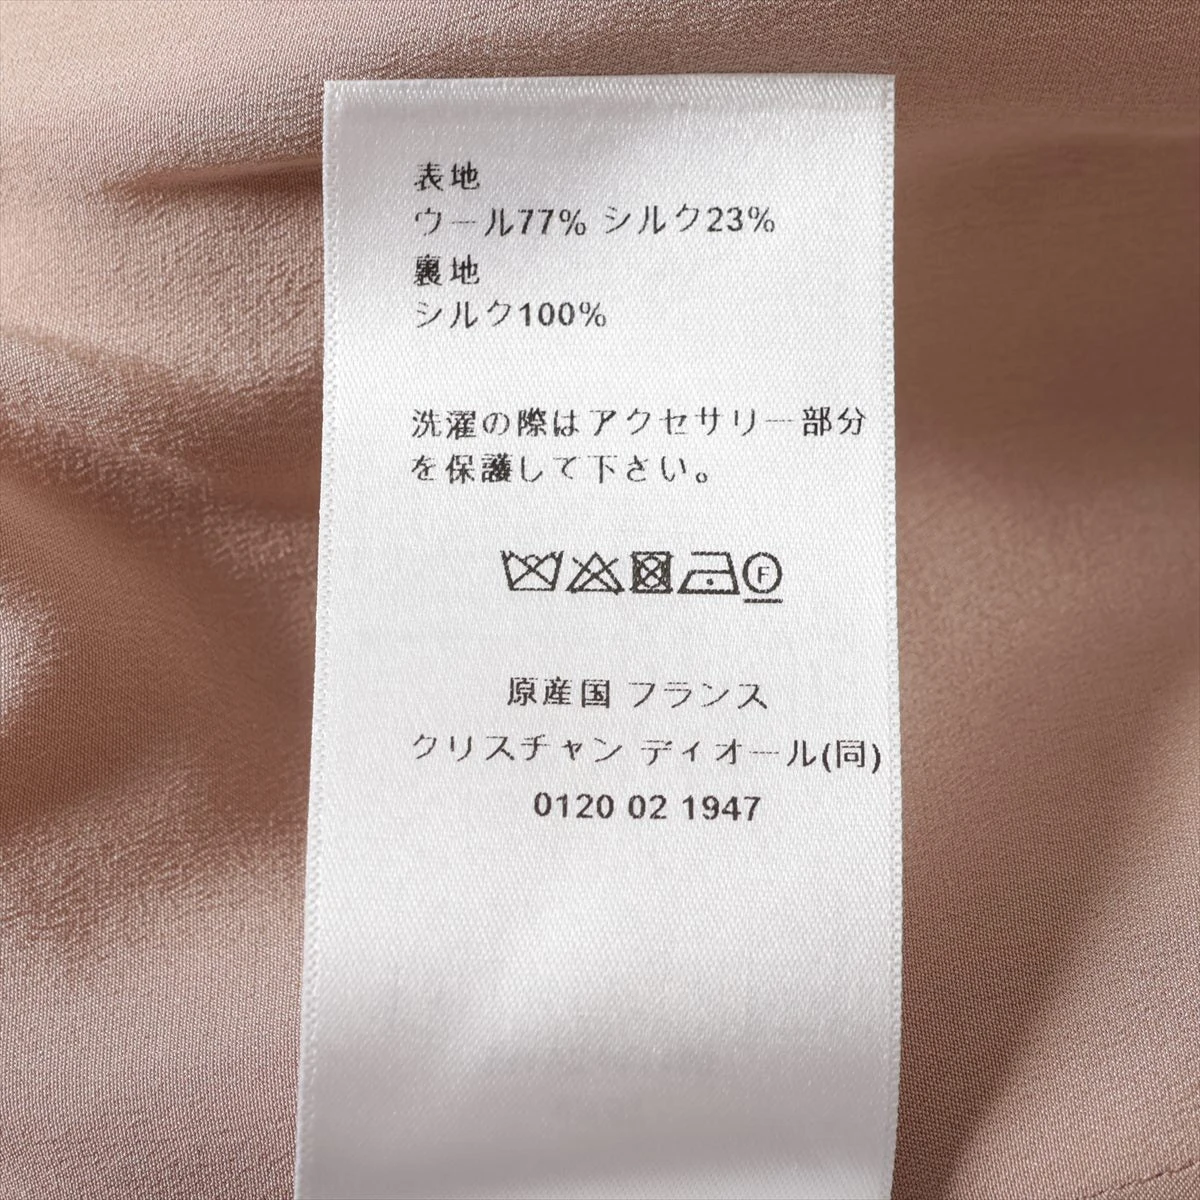 表地
ウール77% シルク23%
裏地
シルク100%
洗濯の際はアクセサリー部分
を保護して下さい。
F
原産国 フランス
クリスチャン ディオール(同)
0120 02 1947